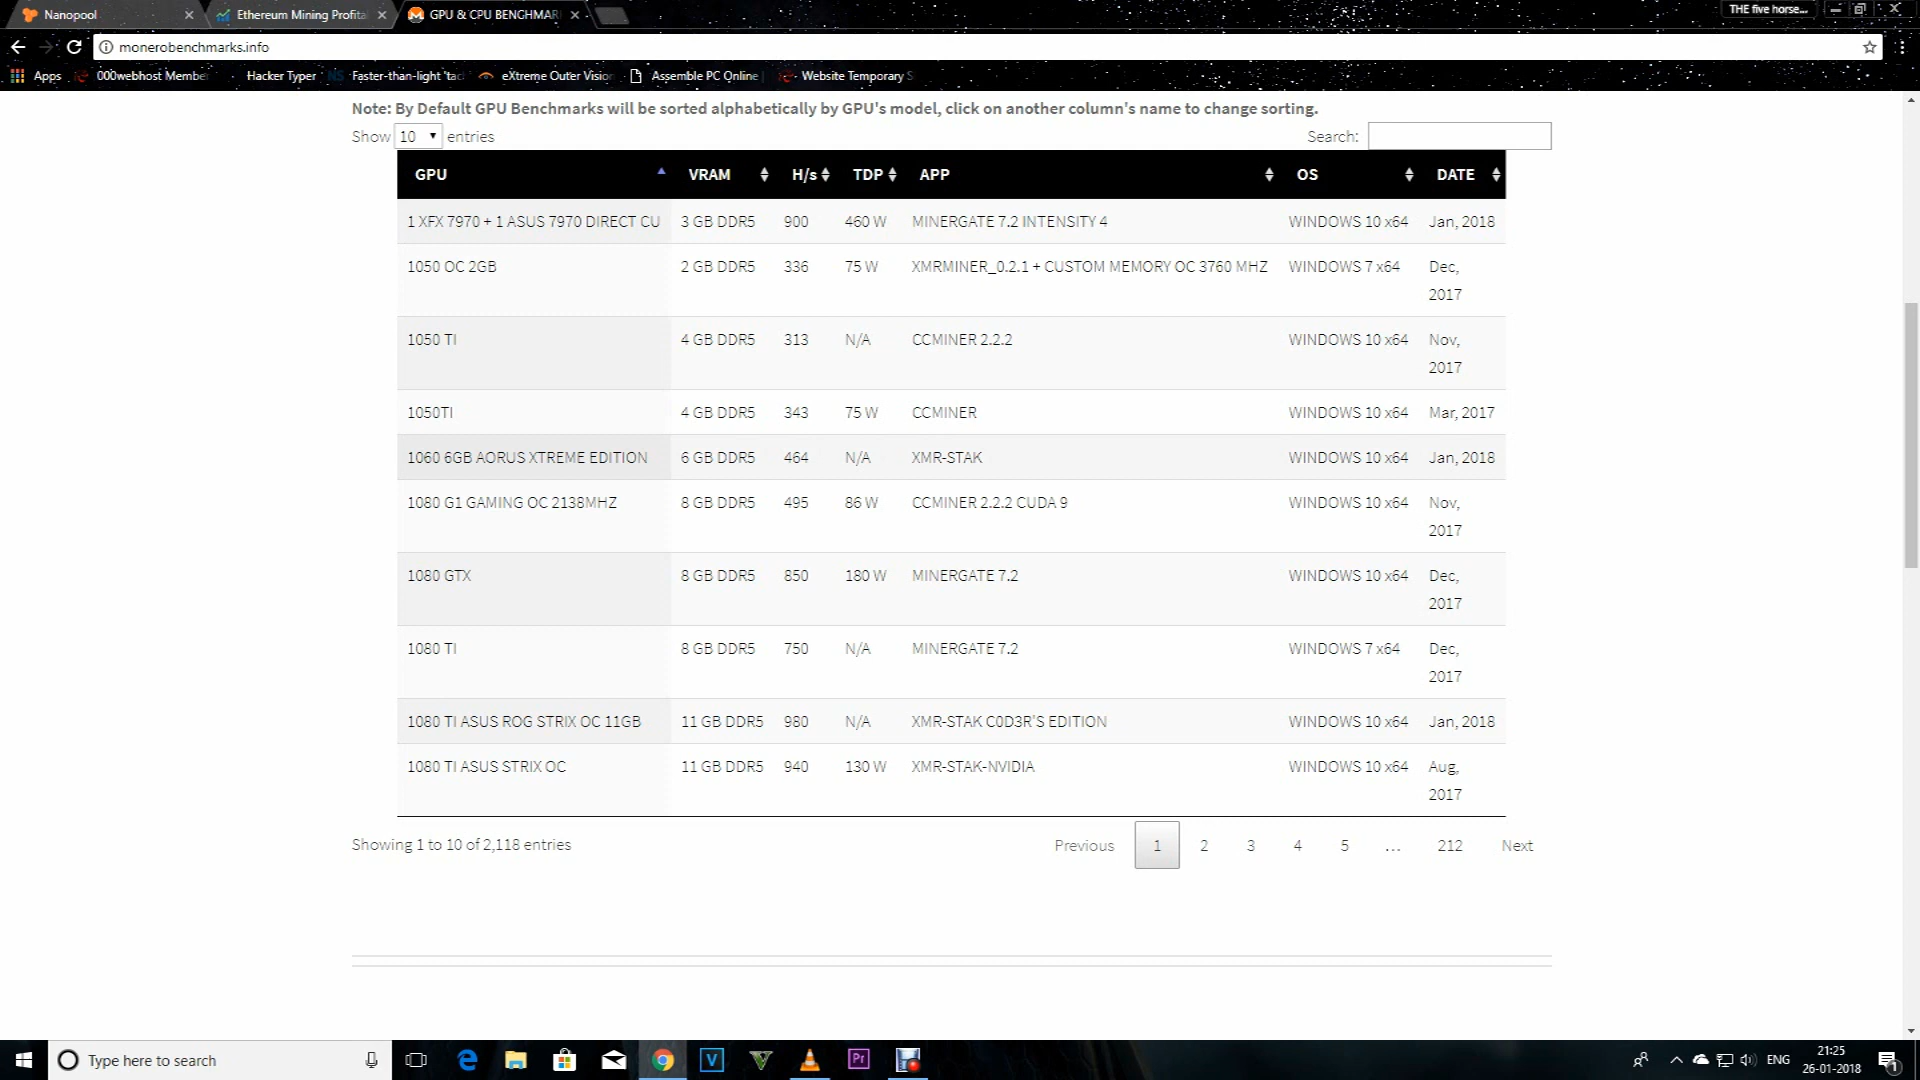 Nanopool
Ethereum Mining Profita
GPU & CPU BENCHMAR
THE five horse...
monerobenchmarks.info
Apps
000webhost Membe
Hacker Typer
Faster-than-light 'tac
eXtreme Outer Vision
Assemble PC Online
Website Temporary S
Note: By Default GPU Benchmarks will be sorted alphabetically by GPU's model, click on another column's name to change sorting.
Show 10 entries
Search:
GPU VRAM H/s TDP APP OS DATE
1 XFX 7970 + 1 ASUS 7970 DIRECT CU 3 GB DDR5 900 460 W MINERGATE 7.2 INTENSITY 4 WINDOWS 10 x64 Jan, 2018
1050 OC 2GB 2 GB DDR5 336 75 W XMRMINER_0.2.1 + CUSTOM MEMORY OC 3760 MHZ WINDOWS 7 x64 Dec,
2017
1050 TI 4 GB DDR5 313 N/A CCMINER 2.2.2 WINDOWS 10 x64 Nov,
2017
1050TI 4 GB DDR5 343 75 W CCMINER WINDOWS 10 x64 Mar, 2017
1060 6GB AORUS XTREME EDITION 6 GB DDR5 464 N/A XMR-STAK WINDOWS 10 x64 Jan, 2018
1080 G1 GAMING OC 2138MHZ 8 GB DDR5 495 86 W CCMINER 2.2.2 CUDA 9 WINDOWS 10 x64 Nov,
2017
1080 GTX 8 GB DDR5 850 180 W MINERGATE 7.2 WINDOWS 10 x64 Dec,
2017
1080 TI 8 GB DDR5 750 N/A MINERGATE 7.2 WINDOWS 7 x64 Dec,
2017
1080 TI ASUS ROG STRIX OC 11GB 11 GB DDR5 980 N/A XMR-STAK C0D3R'S EDITION WINDOWS 10 x64 Jan, 2018
1080 TI ASUS STRIX OC 11 GB DDR5 940 130 W XMR-STAK-NVIDIA WINDOWS 10 x64 Aug,
2017
Showing 1 to 10 of 2,118 entries
Previous 1 2 3 4 5 ... 212 Next
Type here to search
V
Pr
ENG
21:25
26-01-2018
1